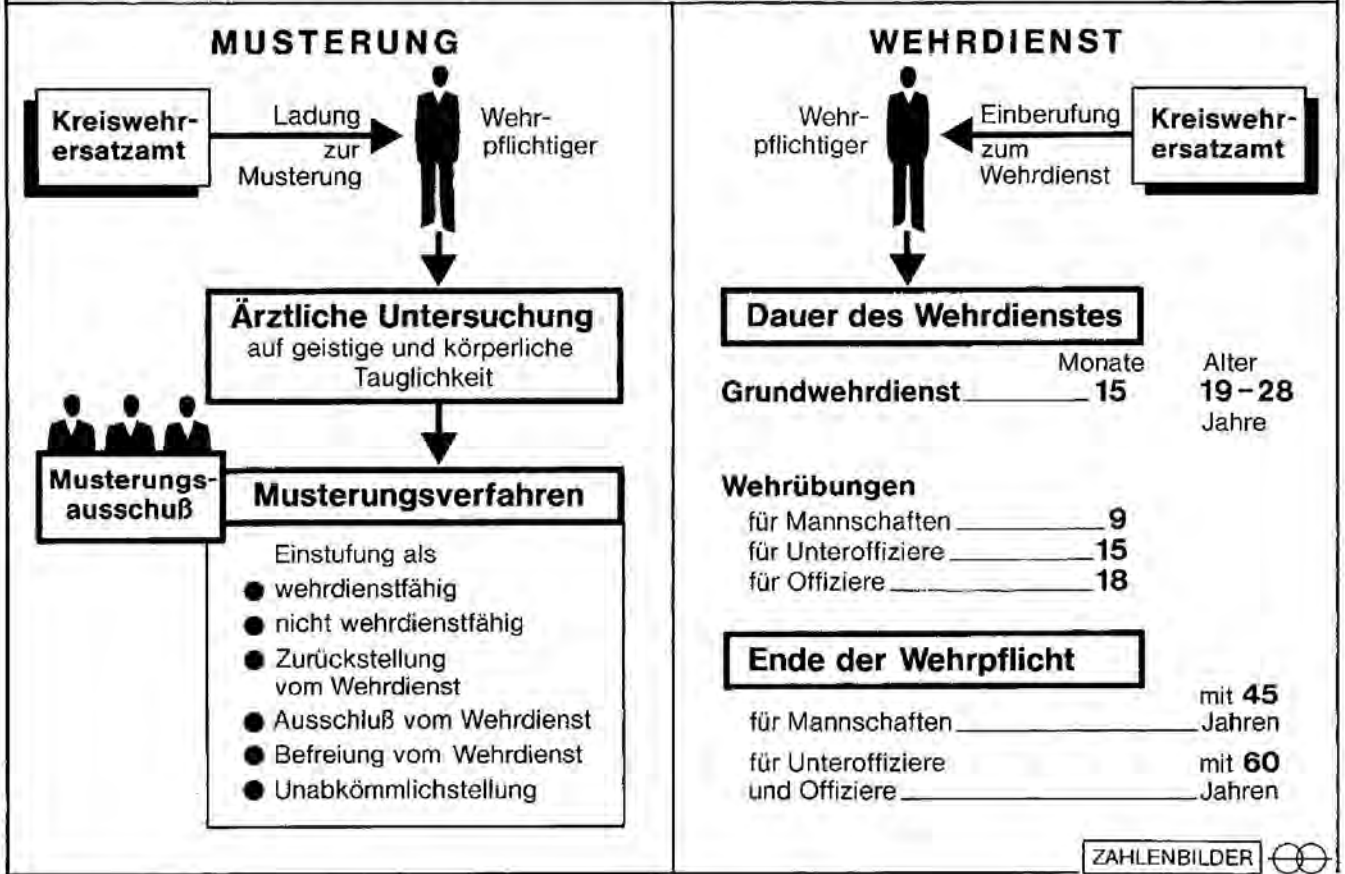 MUSTERUNG
Kreiswehr-
ersatzamt
Ladung
zur
Musterung
Wehr-
pflichtiger
Ärztliche Untersuchung
auf geistige und körperliche
Tauglichkeit
Musterungs-
ausschuß
Musterungsverfahren
Einstufung als
● wehrdienstfähig
● nicht wehrdienstfähig
● Zurückstellung
vom Wehrdienst
● Ausschluß vom Wehrdienst
● Befreiung vom Wehrdienst
● Unabkömmlichstellung
WEHRDIENST
Wehr-
pflichtiger
Einberufung
zum
Wehrdienst
Kreiswehr-
ersatzamt
Dauer des Wehrdienstes
Monate Alter
Grundwehrdienst 15 19–28
Jahre
Wehrübungen
für Mannschaften 9
für Unteroffiziere 15
für Offiziere 18
Ende der Wehrpflicht
mit 45
für Mannschaften Jahren
für Unteroffiziere mit 60
und Offiziere Jahren
ZAHLENBILDER